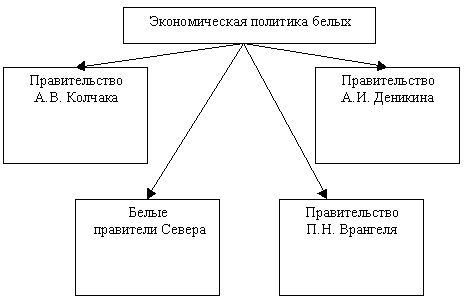 Экономическая политика белых
Правительство
А.В. Колчака
Правительство
А.И. Деникина
Белые
правители Севера
Правительство
П.Н. Врангеля